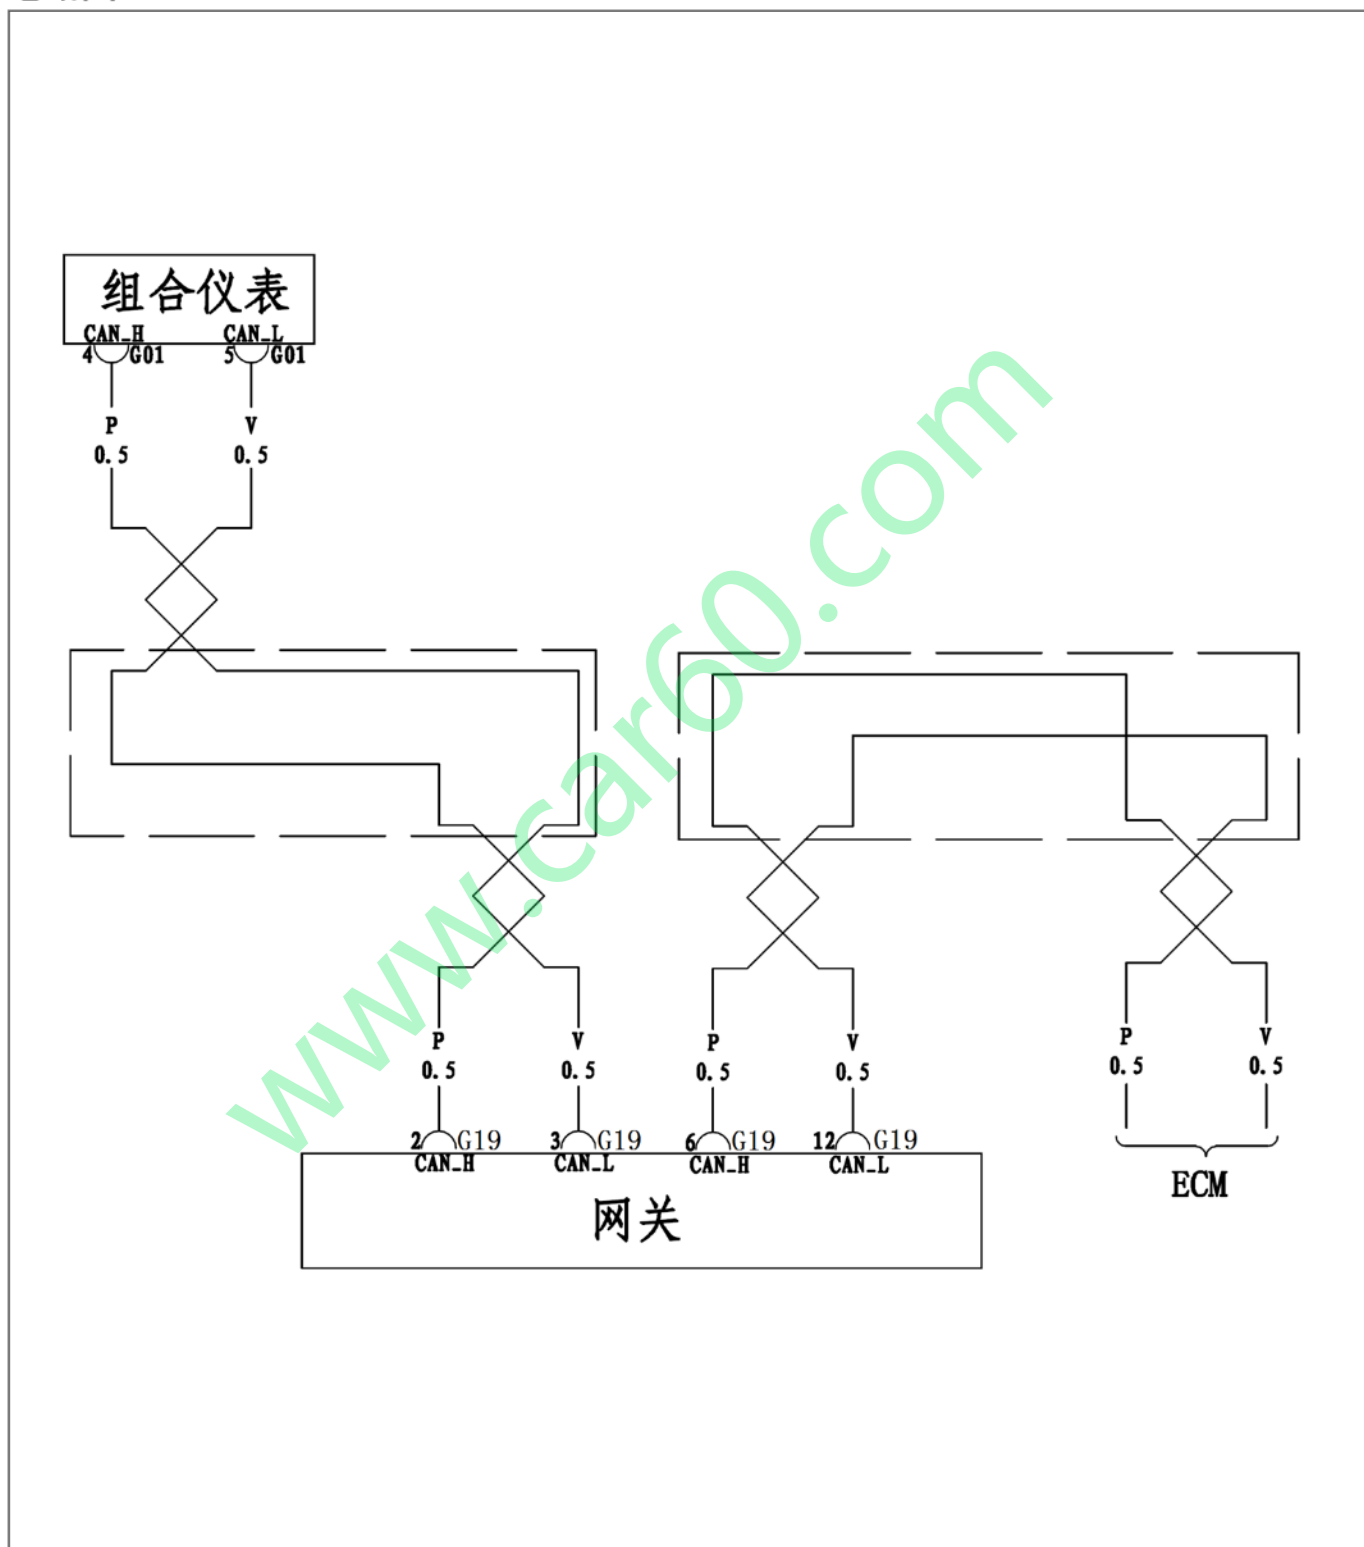 组合仪表
CAN_H CAN_L
4 G01 5 G01
P V
0.5 0.5
www.car60.com
P V P V P V
0.5 0.5 0.5 0.5 0.5 0.5
2 G19 3 G19 6 G19 12 G19
CAN_H CAN_L CAN_H CAN_L
ECM
网关